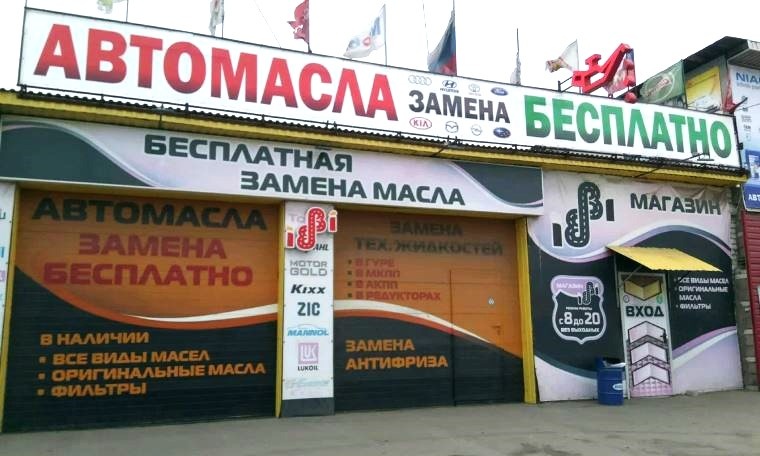 АВТОМАСЛА ЗАМЕНА БЕСПЛАТНО
HYUNDAI
KIA
NIA
БЕСПЛАТНАЯ
ЗАМЕНА МАСЛА
АВТОМАСЛА
ЗАМЕНА
БЕСПЛАТНО
В НАЛИЧИИ
• ВСЕ ВИДЫ МАСЕЛ
• ОРИГИНАЛЬНЫЕ МАСЛА
• ФИЛЬТРЫ
MOTOR
GOLD
KIXX
ZIC
MANNOL
LUKOIL
ЗАМЕНА
ТЕХ.ЖИДКОСТЕЙ
• В ГУРЕ
• В МКПП
• В АКПП
• В РЕДУКТОРАХ
ЗАМЕНА
АНТИФРИЗА
МАГАЗИН
МАГАЗИН
с 8 до 20
БЕЗ ВЫХОДНЫХ
ВХОД
• ВСЕ ВИДЫ МАСЕЛ
• ОРИГИНАЛЬНЫЕ
МАСЛА
• ФИЛЬТРЫ